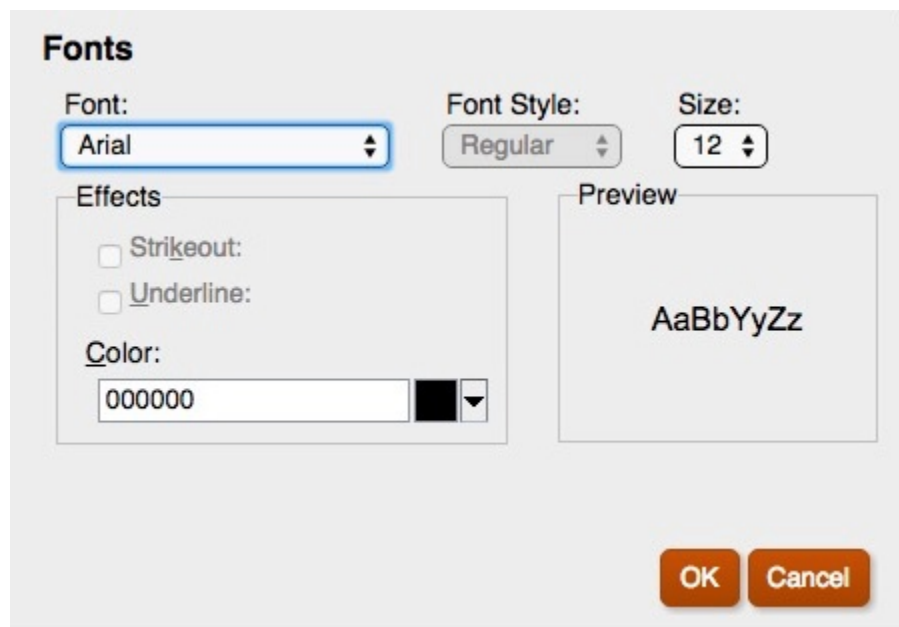 Fonts
Font: Font Style: Size:
Arial Regular 12
Effects Preview
Strikeout:
Underline:
AaBbYyZz
Color:
000000
OK Cancel